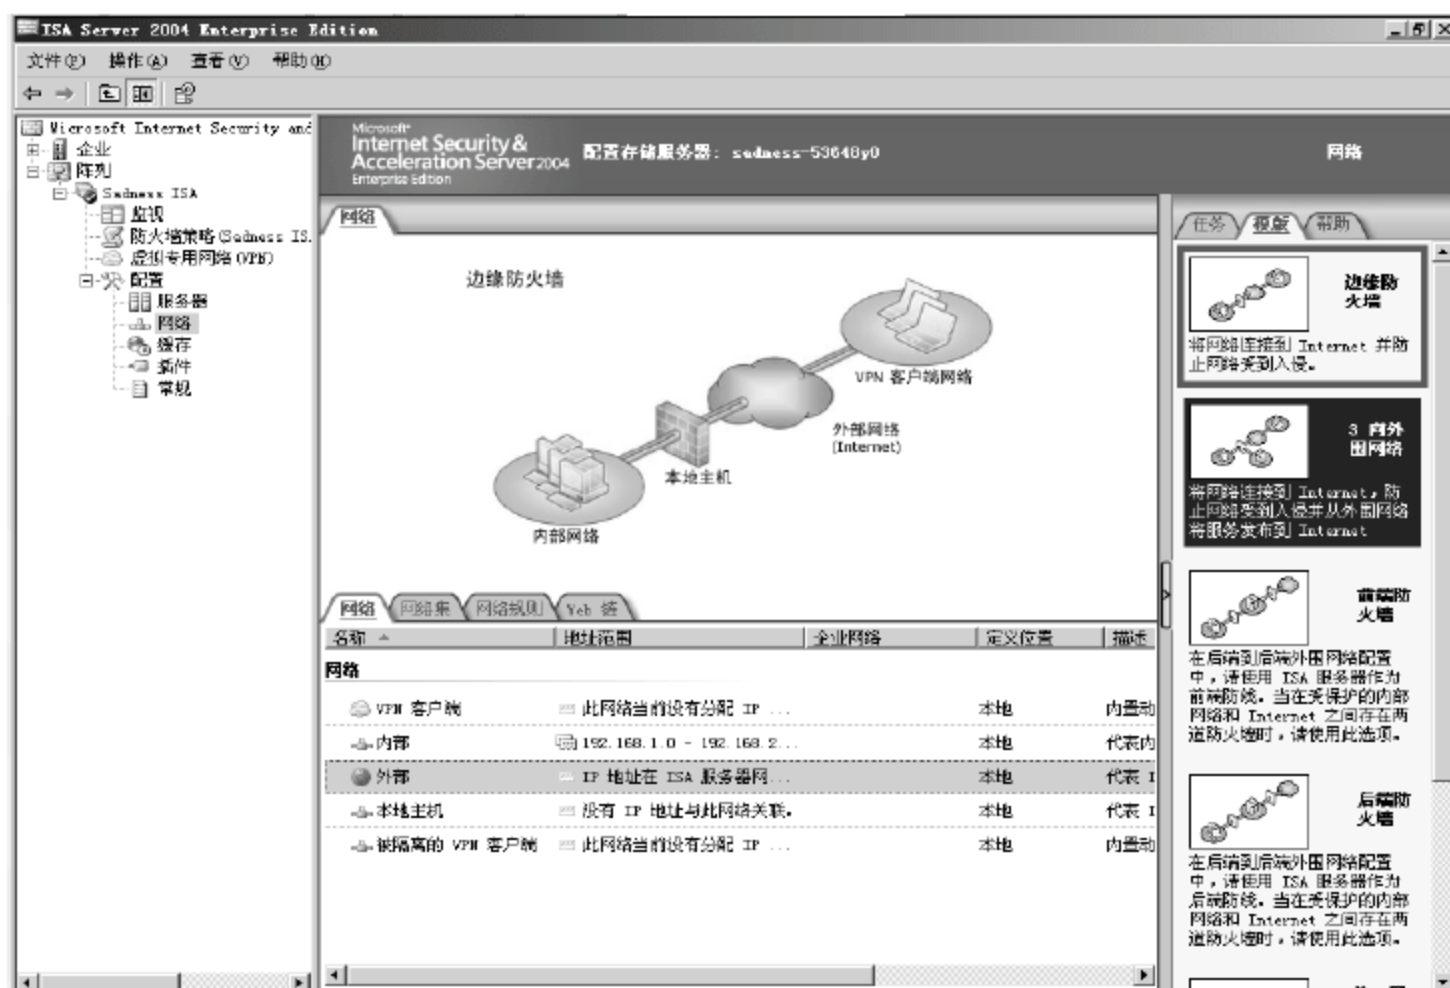 ISA Server 2004 Enterprise Edition
文件(F) 操作(A) 查看(V) 帮助(H)
Microsoft Internet Security and
企业
阵列
Sadness ISA
监视
防火墙策略(Sadness IS.
虚拟专用网络(VPN)
配置
服务器
网络
缓存
插件
常规
Microsoft
Internet Security &
Acceleration Server 2004
Enterprise Edition
配置存储服务器: sadness-53648y0
网络
网络
边缘防火墙
VPN 客户端网络
外部网络
(Internet)
本地主机
内部网络
网络 网络集 网络规则 Web 链
名称 地址范围 企业网络 定义位置 描述
网络
VPN 客户端 此网络当前没有分配 IP ... 本地 内置动
内部 192.168.1.0 - 192.168.2... 本地 代表内
外部 IP 地址在 ISA 服务器网... 本地 代表 I
本地主机 没有 IP 地址与此网络关联。 本地 代表 I
被隔离的 VPN 客户端 此网络当前没有分配 IP ... 本地 内置动
任务 模版 帮助
边缘防
火墙
将网络连接到 Internet 并防
止网络受到入侵。
3 向外
围网络
将网络连接到 Internet，防
止网络受到入侵并从外围网络
将服务发布到 Internet
前端防
火墙
在后端到后端外围网络配置
中，请使用 ISA 服务器作为
前端防线。当在受保护的内部
网络和 Internet 之间存在两
道防火墙时，请使用此选项。
后端防
火墙
在后端到后端外围网络配置
中，请使用 ISA 服务器作为
后端防线。当在受保护的内部
网络和 Internet 之间存在两
道防火墙时，请使用此选项。